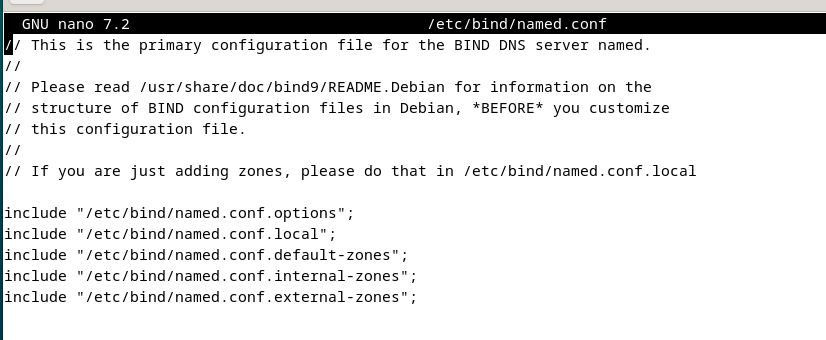 GNU nano 7.2 /etc/bind/named.conf
// This is the primary configuration file for the BIND DNS server named.
//
// Please read /usr/share/doc/bind9/README.Debian for information on the
// structure of BIND configuration files in Debian, *BEFORE* you customize
// this configuration file.
//
// If you are just adding zones, please do that in /etc/bind/named.conf.local
include "/etc/bind/named.conf.options";
include "/etc/bind/named.conf.local";
include "/etc/bind/named.conf.default-zones";
include "/etc/bind/named.conf.internal-zones";
include "/etc/bind/named.conf.external-zones";